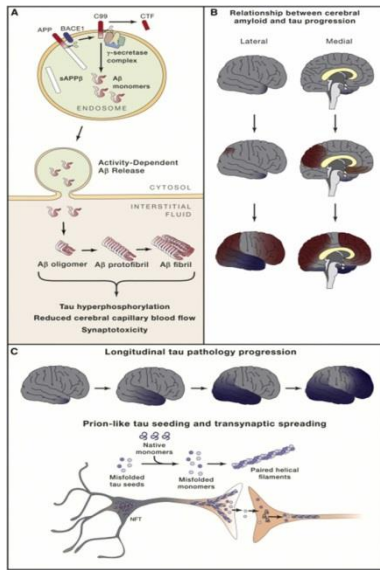 A
APP
BACE1
C99
CTF
γ-secretase
complex
sAPPβ
Aβ
monomers
ENDOSOME
Activity-Dependent
Aβ Release
CYTOSOL
INTERSTITIAL
FLUID
Aβ oligomer
Aβ protofibril
Aβ fibril
Tau hyperphosphorylation
Reduced cerebral capillary blood flow
Synaptotoxicity
B
Relationship between cerebral
amyloid and tau progression
Lateral
Medial
C
Longitudinal tau pathology progression
Prion-like tau seeding and transynaptic spreading
Native
monomers
Misfolded
tau seeds
Misfolded
monomers
Paired helical
filaments
NFT